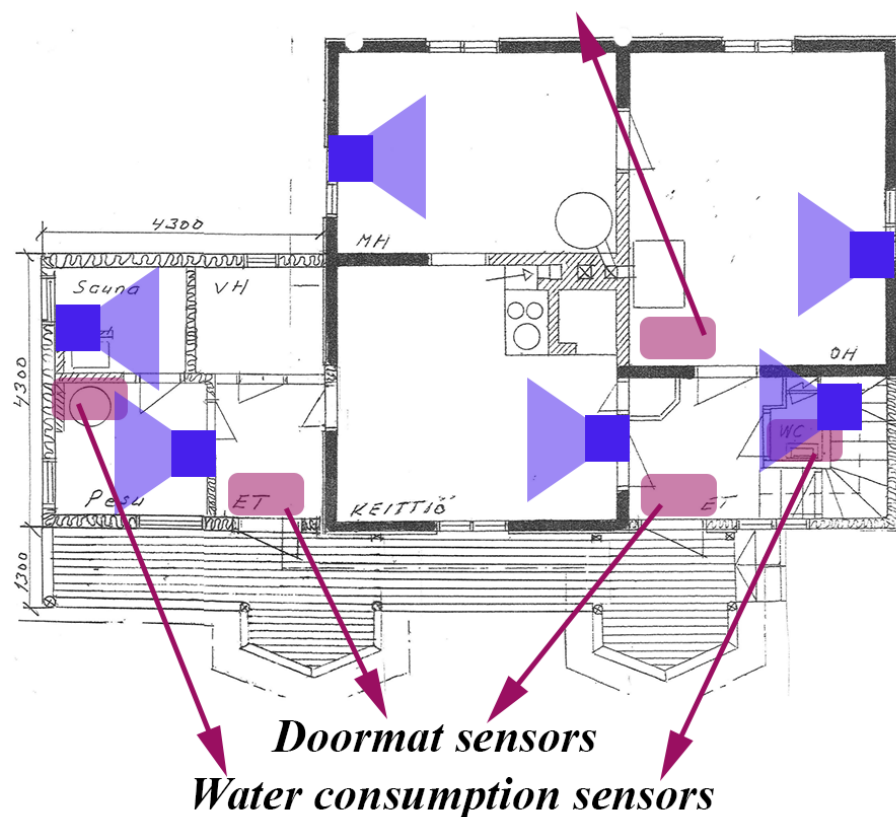 4300
MH
Sauna
VH
OH
4300
WC
Pesu
ET
KEITTIÖ
ET
1300
Doormat sensors
Water consumption sensors